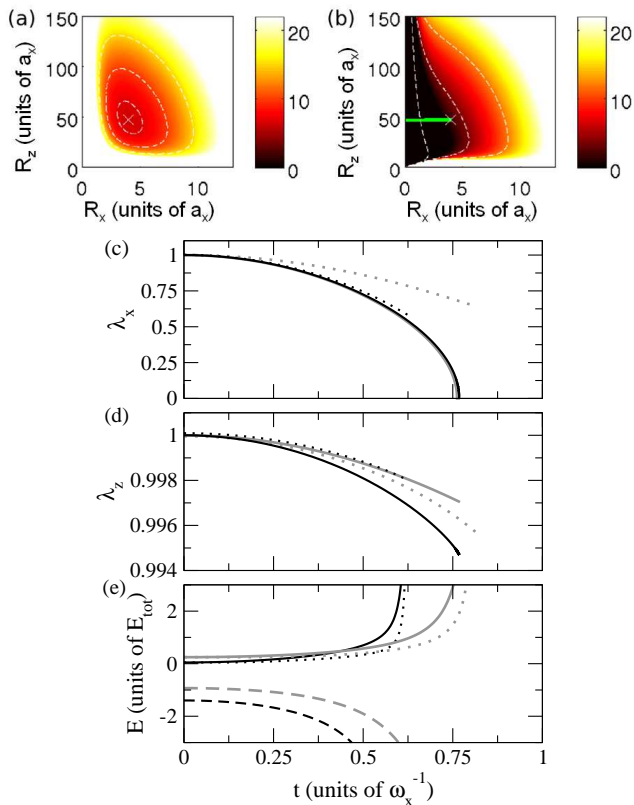 (a)
(b)
150
100
50
0
R_z (units of a_x)
0 5 10
R_x (units of a_x)
20
10
0
150
100
50
0
R_z (units of a_x)
0 5 10
R_x (units of a_x)
20
10
0
(c)
1
0.75
0.5
0.25
0
λ_x
(d)
1
0.998
0.996
0.994
λ_z
(e)
2
0
-2
E (units of E_tot)
0 0.25 0.5 0.75 1
t (units of ω_x^-1)